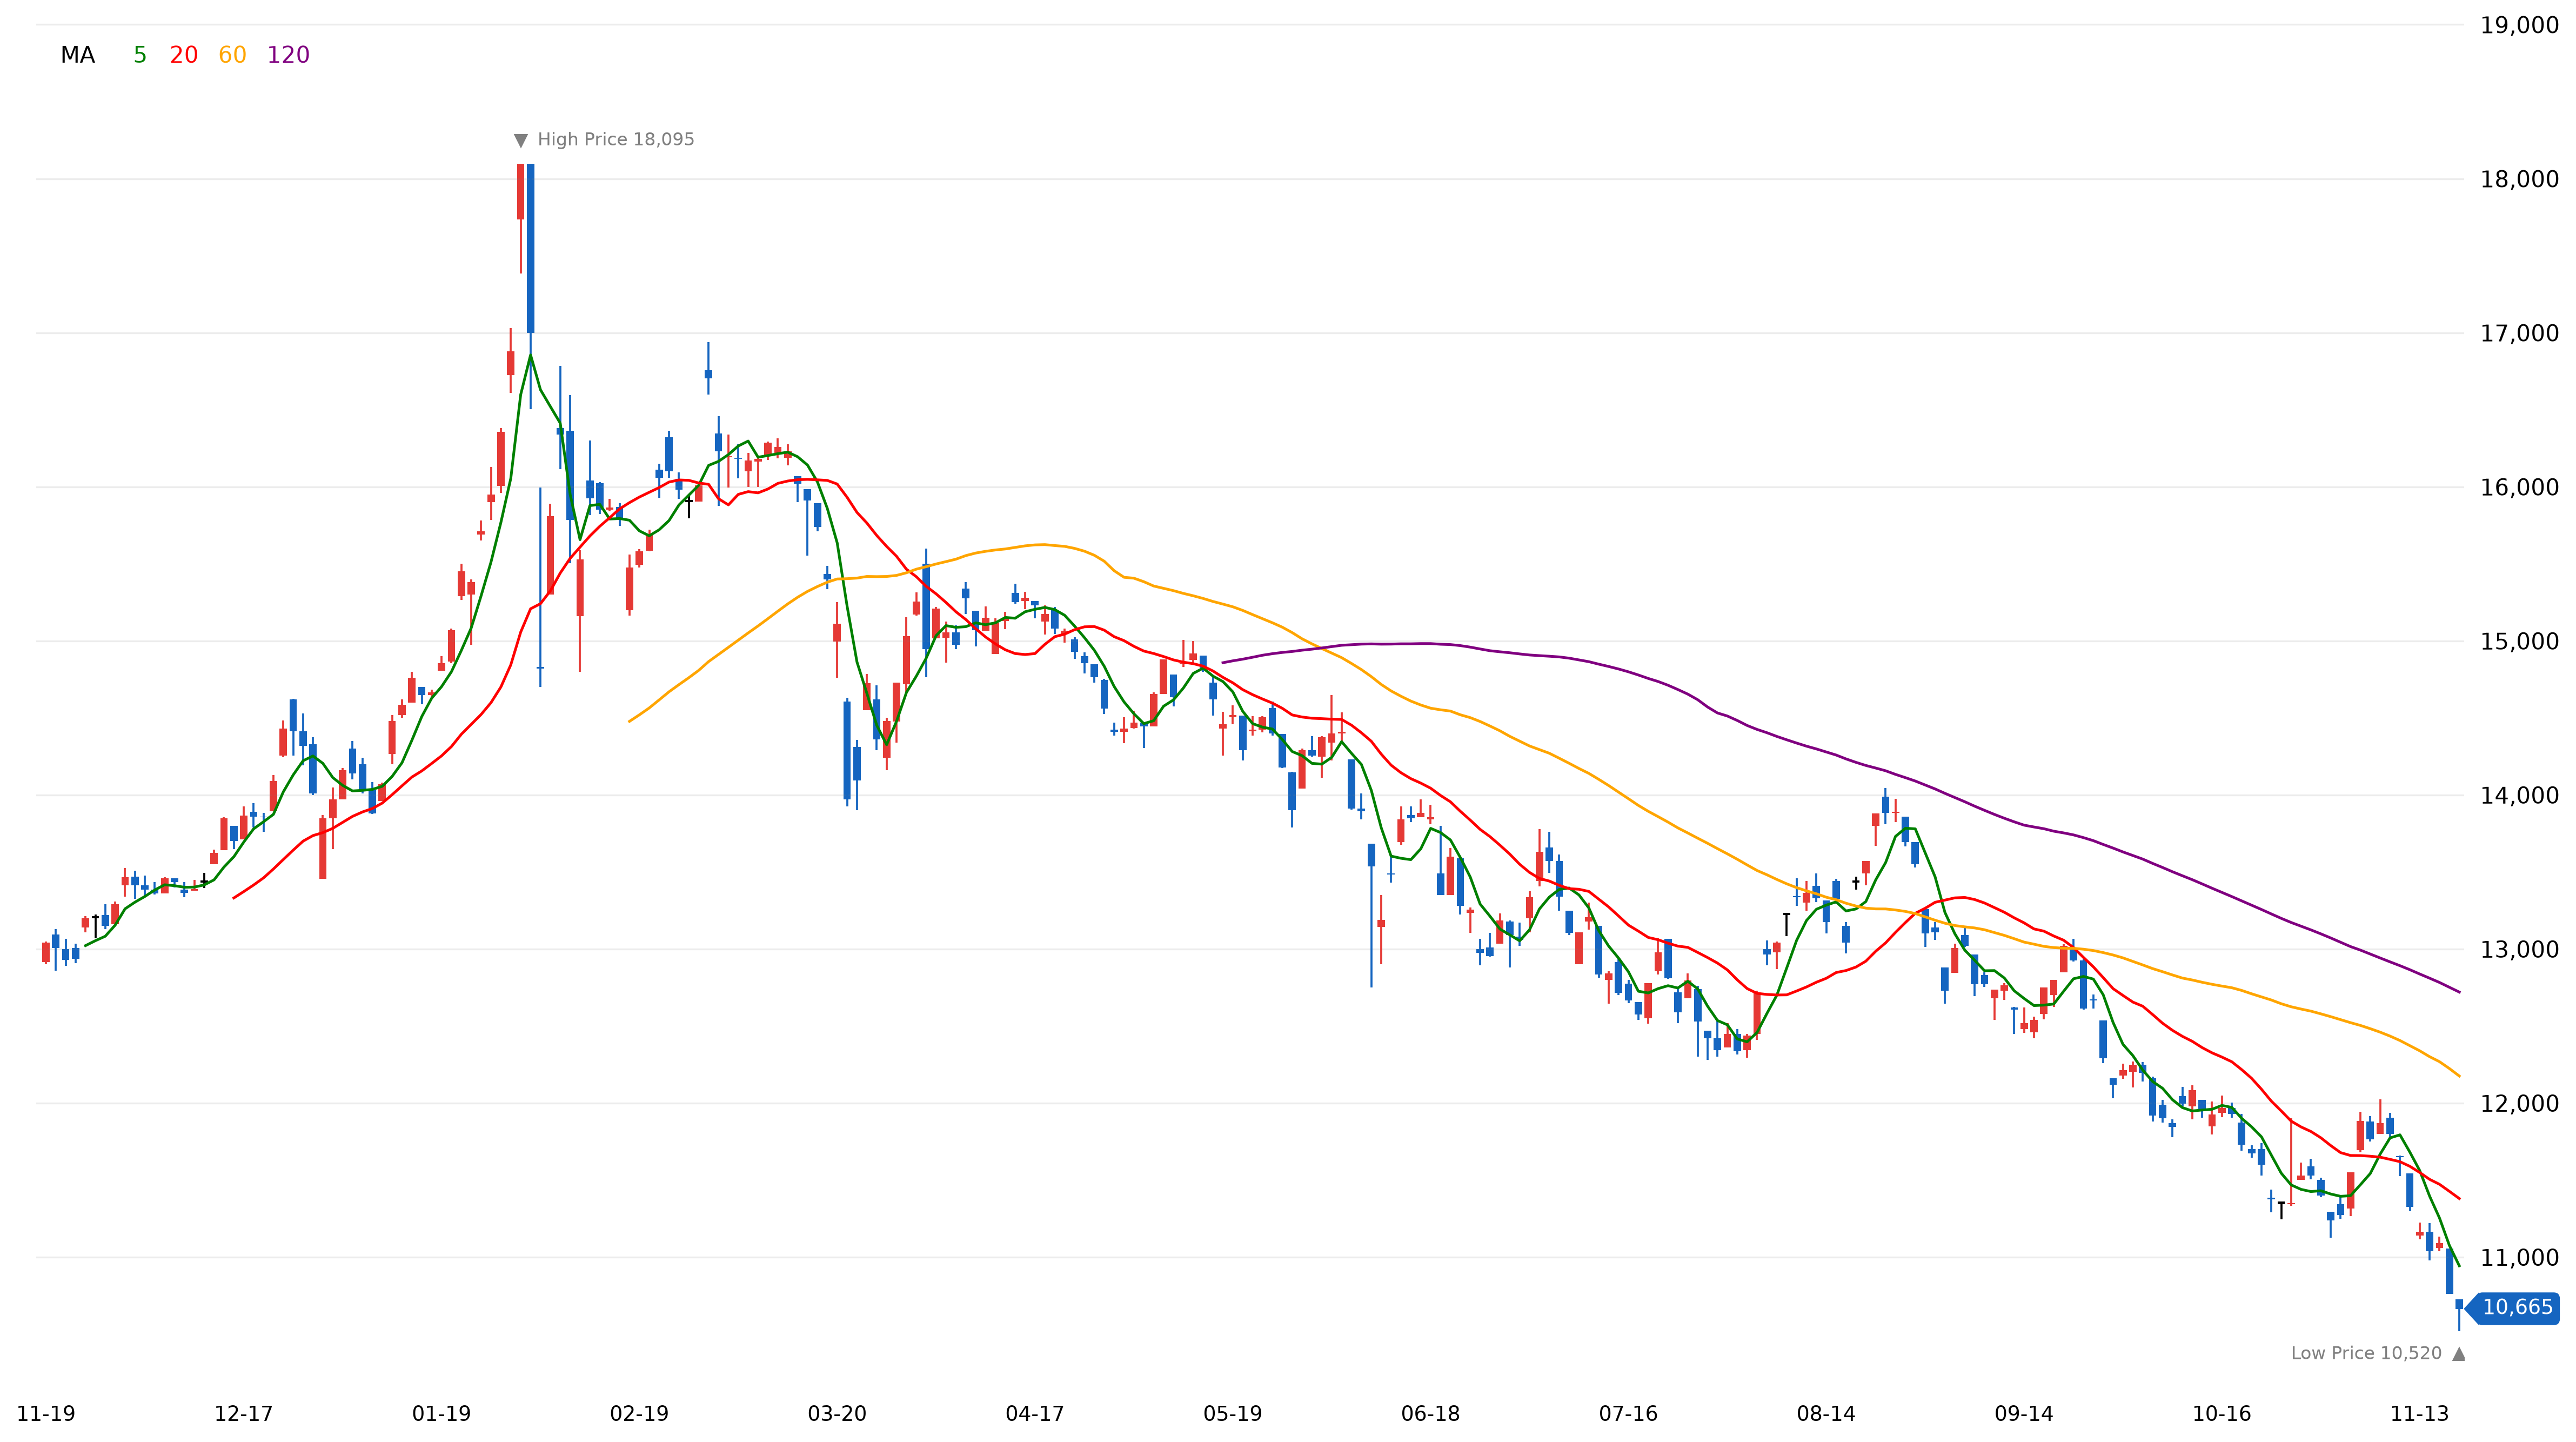 19,000
MA 5 20 60 120
▼ High Price 18,095
18,000
17,000
16,000
15,000
14,000
13,000
12,000
11,000
10,665
Low Price 10,520 ▲
11-19 12-17 01-19 02-19 03-20 04-17 05-19 06-18 07-16 08-14 09-14 10-16 11-13